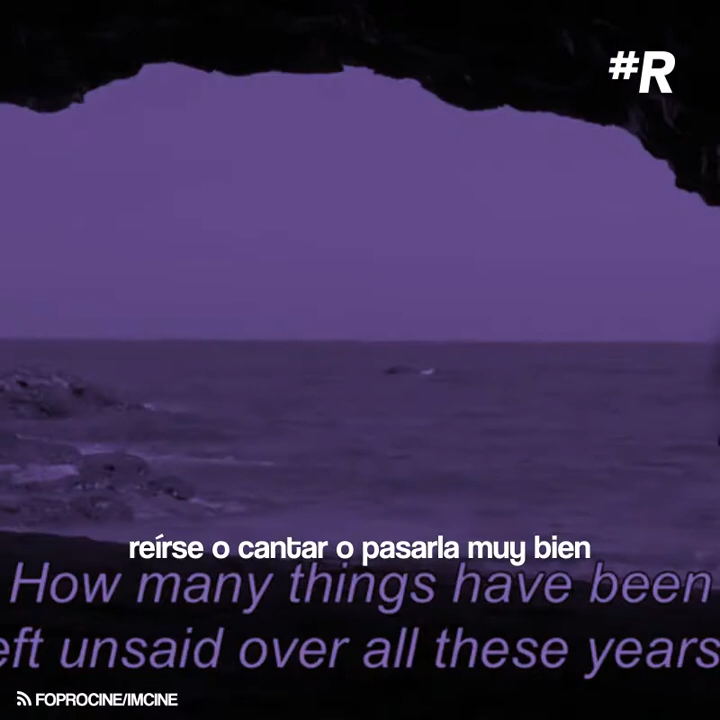 #R
reírse o cantar o pasarla muy bien
How many things have been
eft unsaid over all these years
FOPROCINE/IMCINE